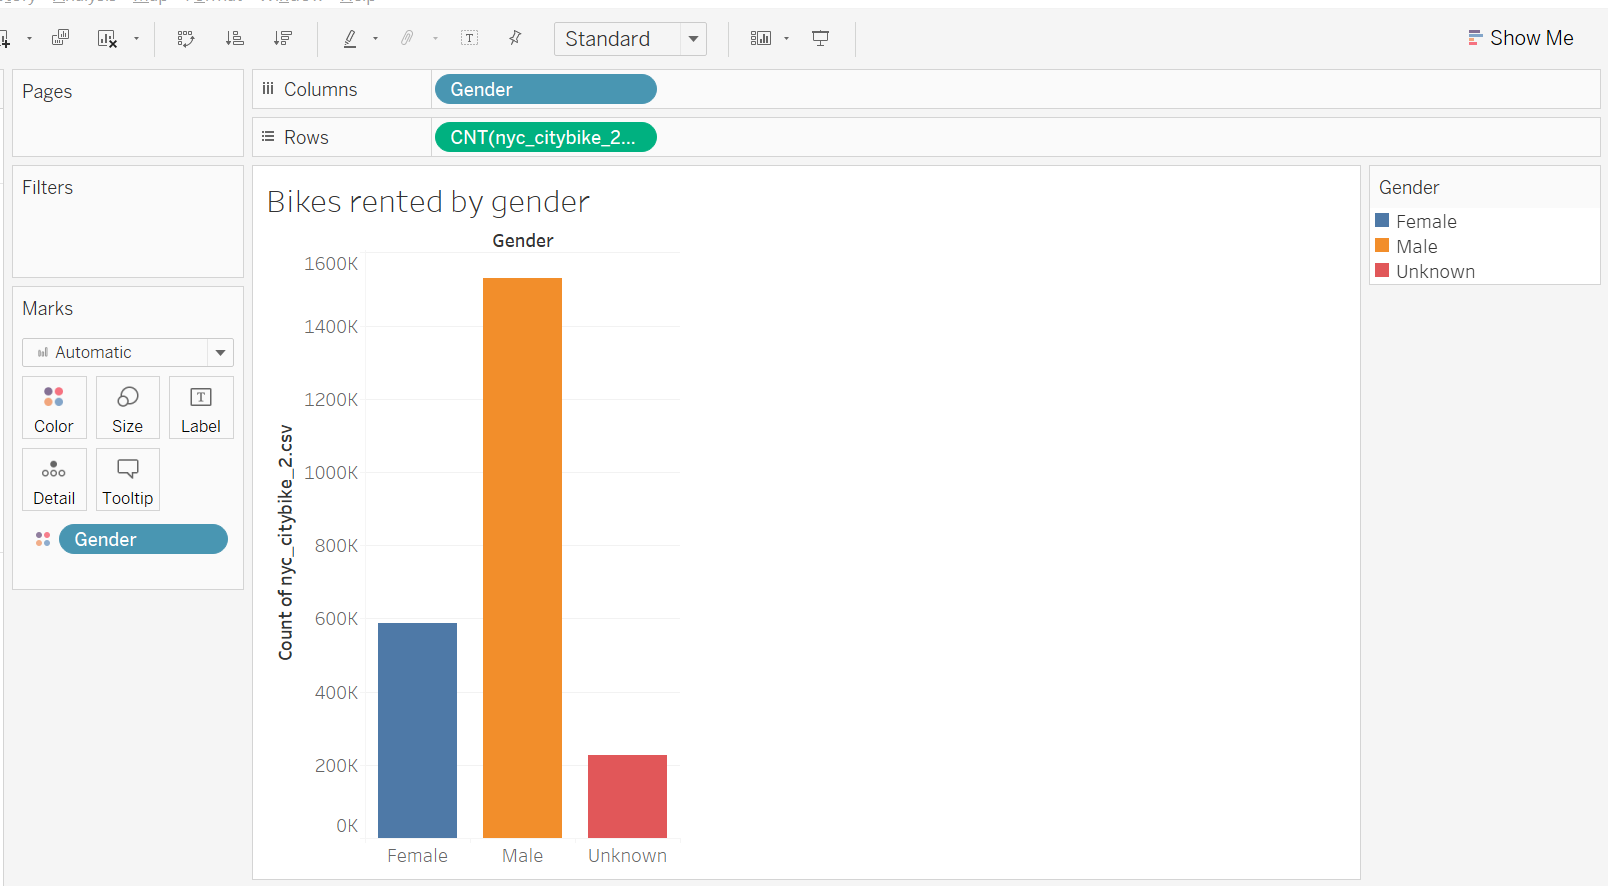 Standard
Show Me
Pages
Columns
Gender
Rows
CNT(nyc_citybike_2...
Filters
Marks
Automatic
Color
Size
Label
Detail
Tooltip
Gender
Bikes rented by gender
Gender
1600K
1400K
1200K
1000K
800K
600K
400K
200K
0K
Count of nyc_citybike_2.csv
Female
Male
Unknown
Gender
Female
Male
Unknown